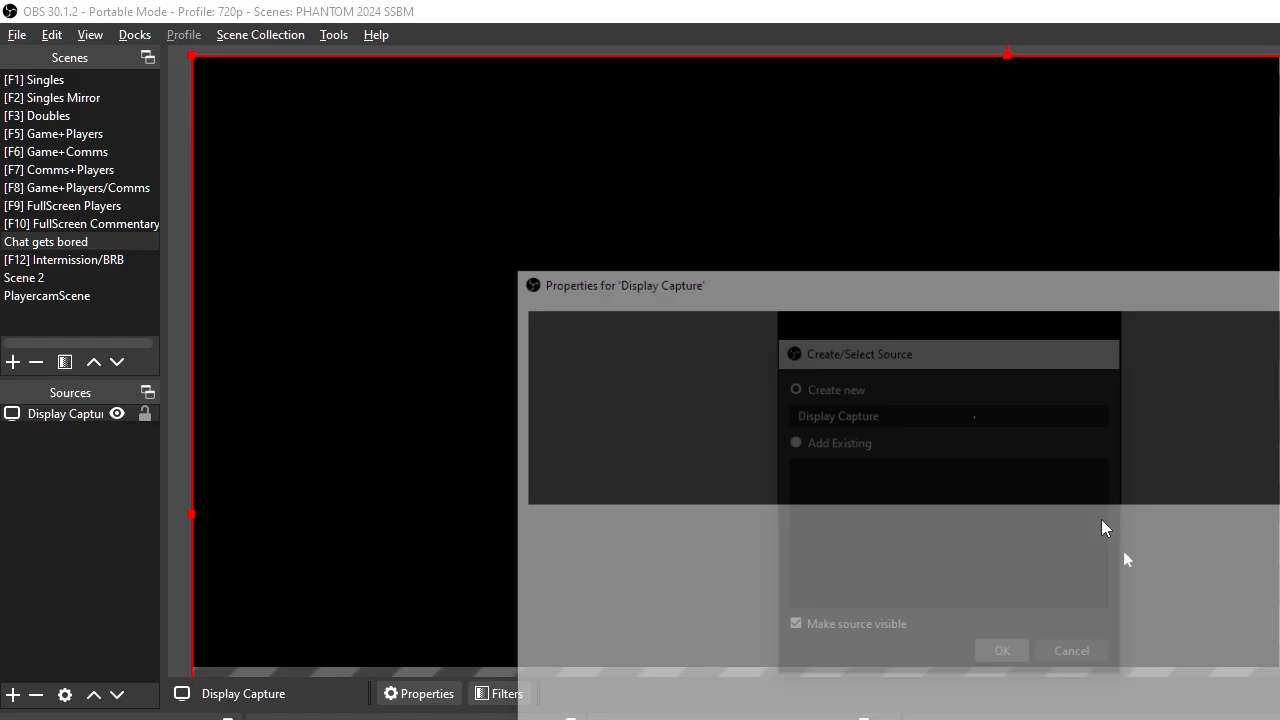 OBS 30.1.2 - Portable Mode - Profile: 720p - Scenes: PHANTOM 2024 SSBM
File Edit View Docks Profile Scene Collection Tools Help
Scenes
[F1] Singles
[F2] Singles Mirror
[F3] Doubles
[F5] Game+Players
[F6] Game+Comms
[F7] Comms+Players
[F8] Game+Players/Comms
[F9] FullScreen Players
[F10] FullScreen Commentary
Chat gets bored
[F12] Intermission/BRB
Scene 2
PlayercamScene
Sources
Display Captu
Properties for 'Display Capture'
Create/Select Source
Create new
Display Capture
Add Existing
Make source visible
OK Cancel
Display Capture Properties Filters